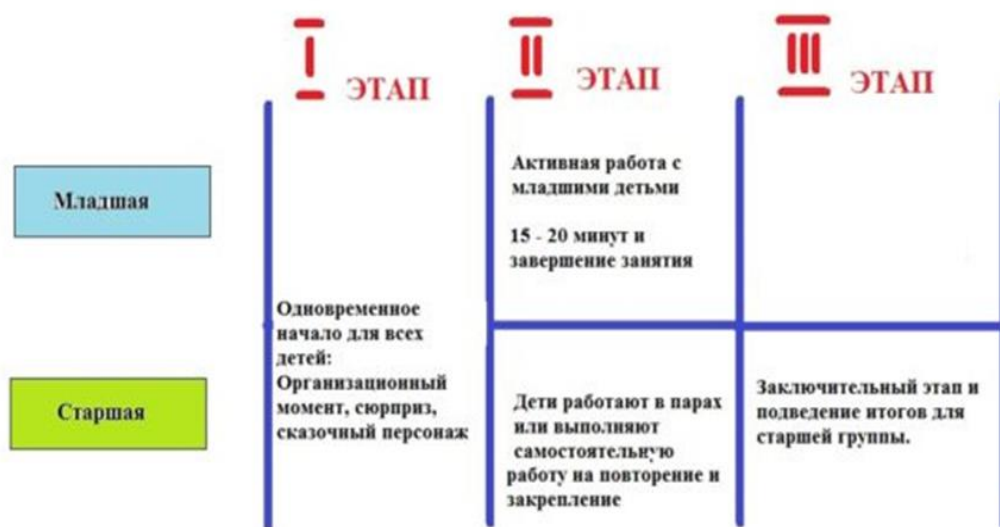 I ЭТАП
II ЭТАП
III ЭТАП
Младшая
Активная работа с
младшими детьми
15 - 20 минут и
завершение занятия
Одновременное
начало для всех
детей:
Организационный
момент, сюрприз,
сказочный персонаж
Старшая
Дети работают в парах
или выполняют
самостоятельную
работу на повторение и
закрепление
Заключительный этап и
подведение итогов для
старшей группы.